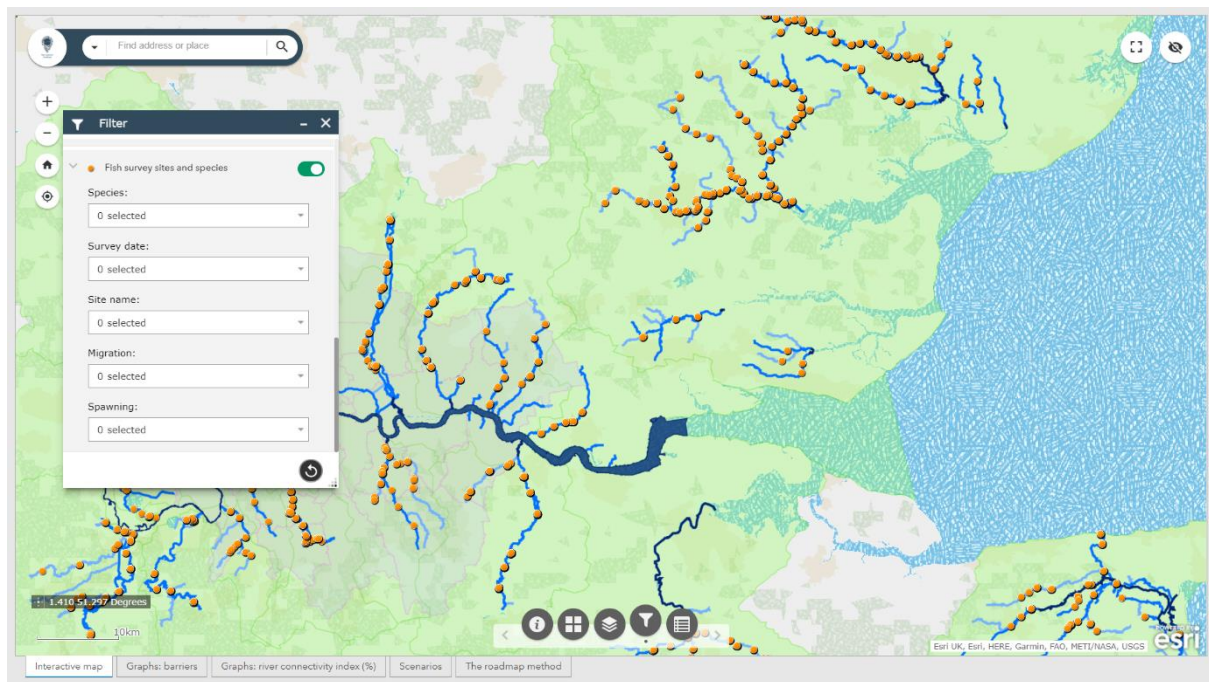 Find address or place
Filter
Fish survey sites and species
Species:
0 selected
Survey date:
0 selected
Site name:
0 selected
Migration:
0 selected
Spawning:
0 selected
1.410 51.297 Degrees
10km
Esri UK, Esri, HERE, Garmin, FAO, METI/NASA, USGS
esri
Interactive map
Graphs: barriers
Graphs: river connectivity index (%)
Scenarios
The roadmap method